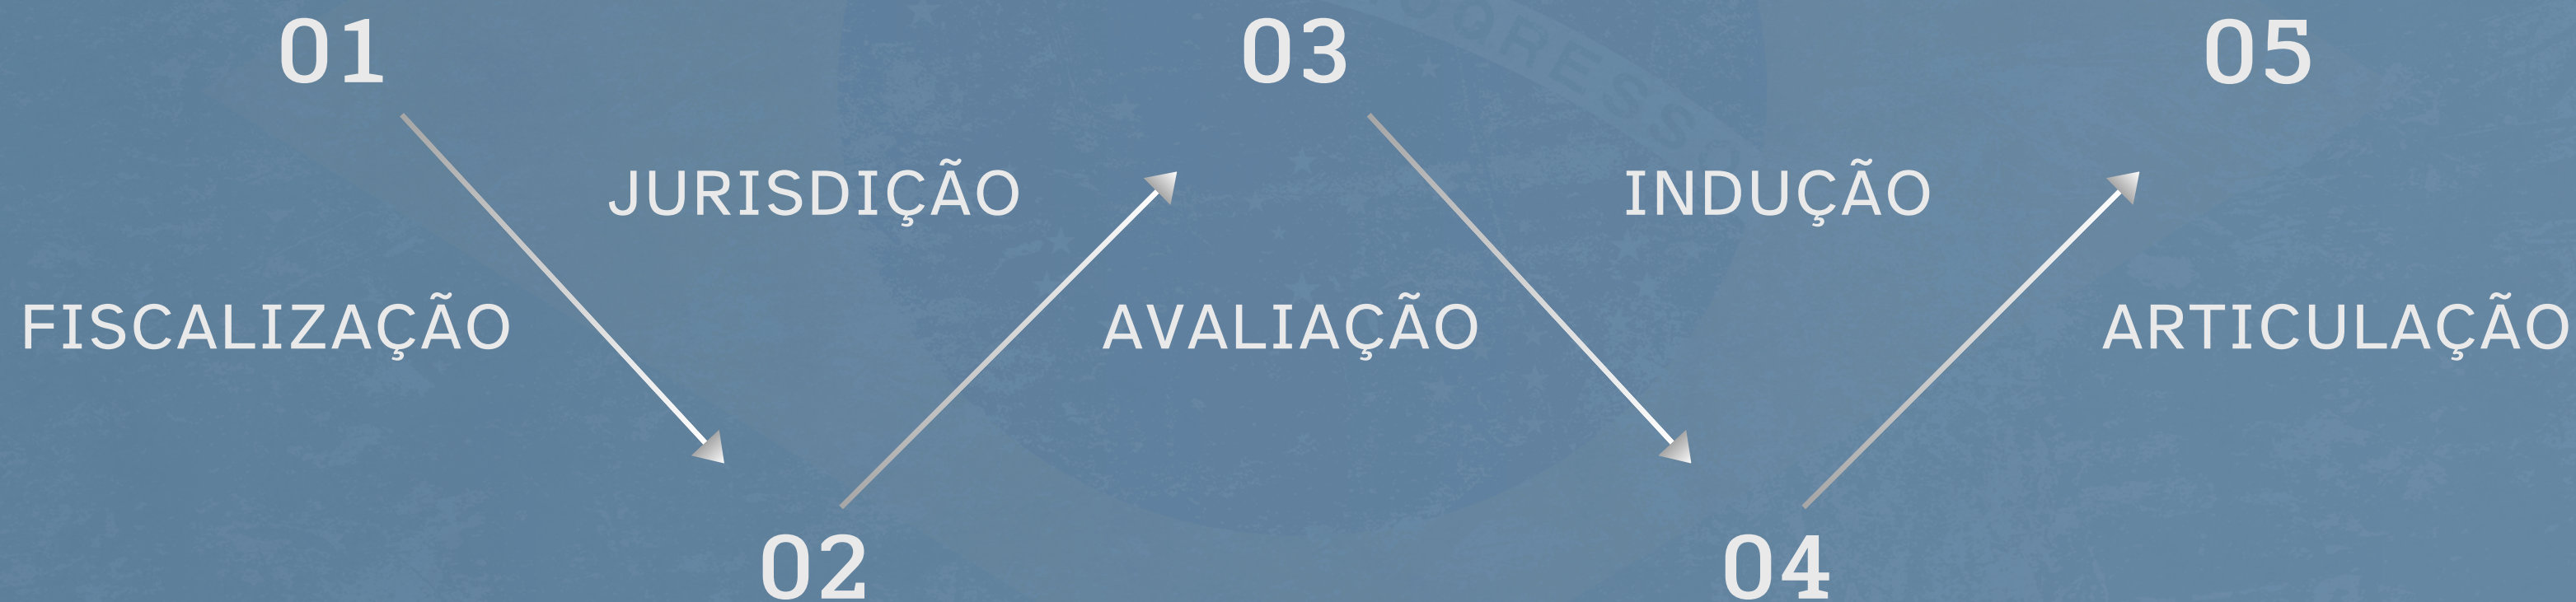 01
FISCALIZAÇÃO
02
JURISDIÇÃO
03
AVALIAÇÃO
04
INDUÇÃO
05
ARTICULAÇÃO